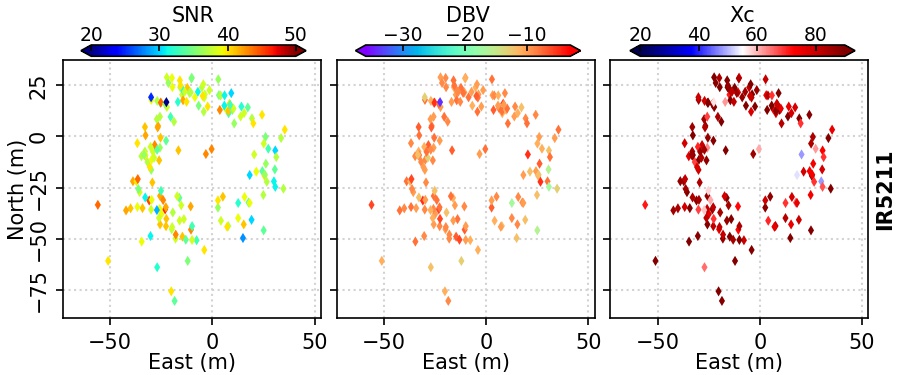 SNR DBV Xc
20 30 40 50 −30 −20 −10 20 40 60 80
25
0
−25
−50
−75
North (m)
IR5211
−50 0 50 −50 0 50 −50 0 50
East (m) East (m) East (m)